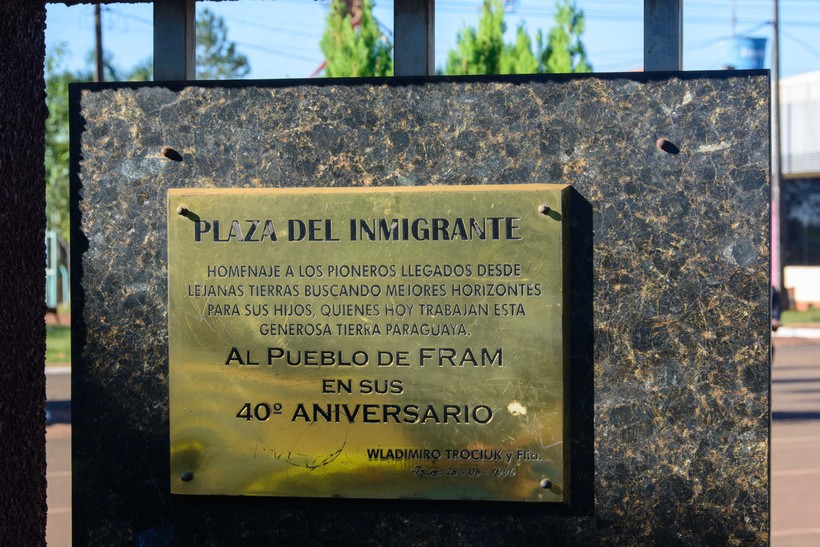 PLAZA DEL INMIGRANTE
HOMENAJE A LOS PIONEROS LLEGADOS DESDE
LEJANAS TIERRAS BUSCANDO MEJORES HORIZONTES
PARA SUS HIJOS, QUIENES HOY TRABAJAN ESTA
GENEROSA TIERRA PARAGUAYA.
AL PUEBLO DE FRAM
EN SUS
40º ANIVERSARIO
WLADIMIRO TROCIUK y Flia.